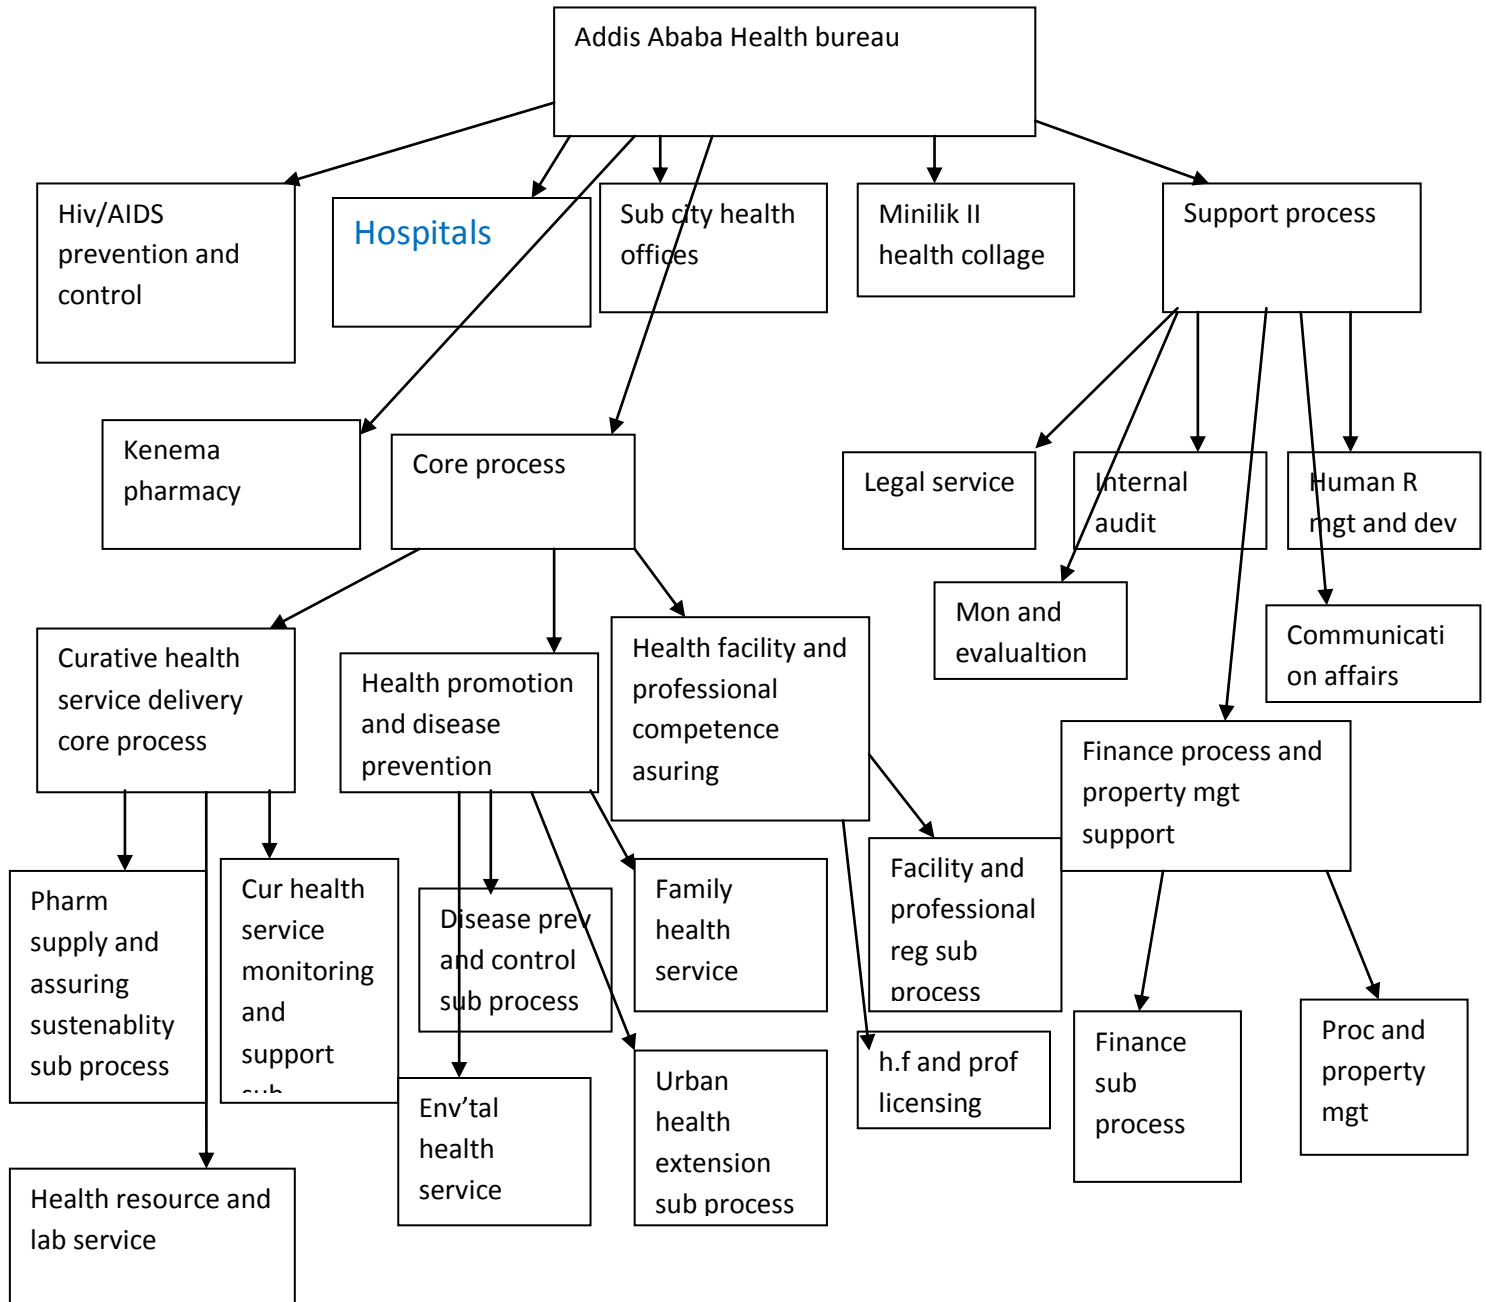 Addis Ababa Health bureau
Hiv/AIDS
prevention and
control
Hospitals
Sub city health
offices
Minilik II
health collage
Support process
Kenema
pharmacy
Core process
Legal service
Internal
audit
Human R
mgt and dev
Mon and
evaluation
Communicati
on affairs
Curative health
service delivery
core process
Health promotion
and disease
prevention
Health facility and
professional
competence
asuring
Finance process and
property mgt
support
Pharm
supply and
assuring
sustenablity
sub process
Cur health
service
monitoring
and
support
sub
Disease prev
and control
sub process
Family
health
service
Facility and
professional
reg sub
process
Env'tal
health
service
Urban
health
extension
sub process
h.f and prof
licensing
Finance
sub
process
Proc and
property
mgt
Health resource and
lab service